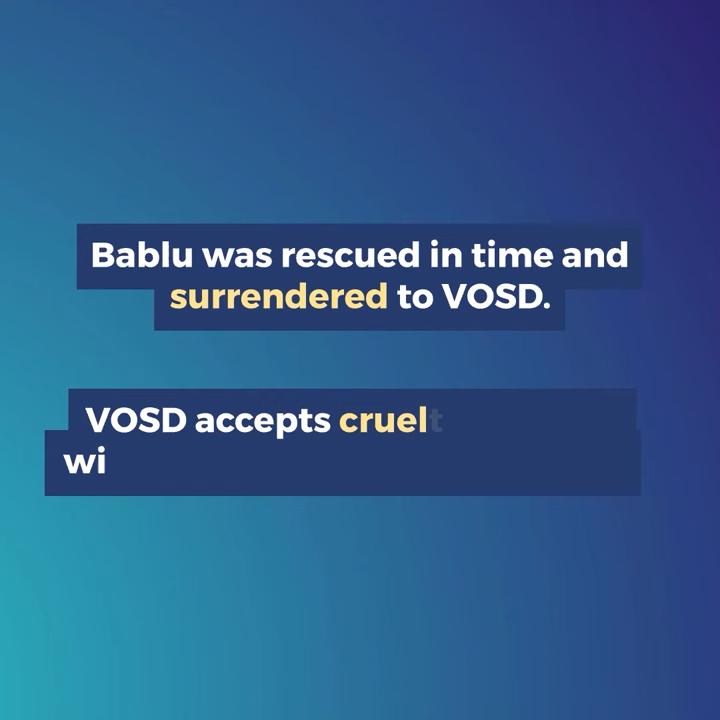 Bablu was rescued in time and
surrendered to VOSD.
VOSD accepts cruelt
wi